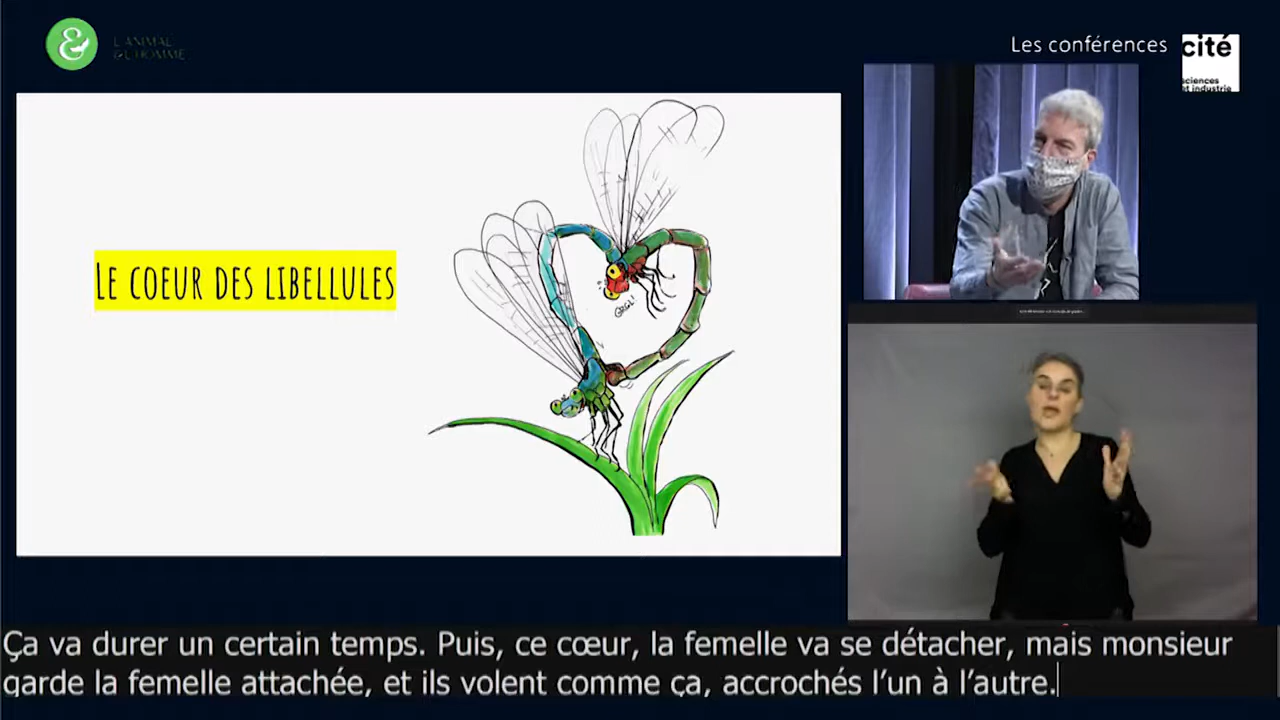 &
L'ANIMAL
& L'HOMME
Les conférences
cité
sciences
et industrie
LE COEUR DES LIBELLULES
Ça va durer un certain temps. Puis, ce cœur, la femelle va se détacher, mais monsieur
garde la femelle attachée, et ils volent comme ça, accrochés l'un à l'autre.